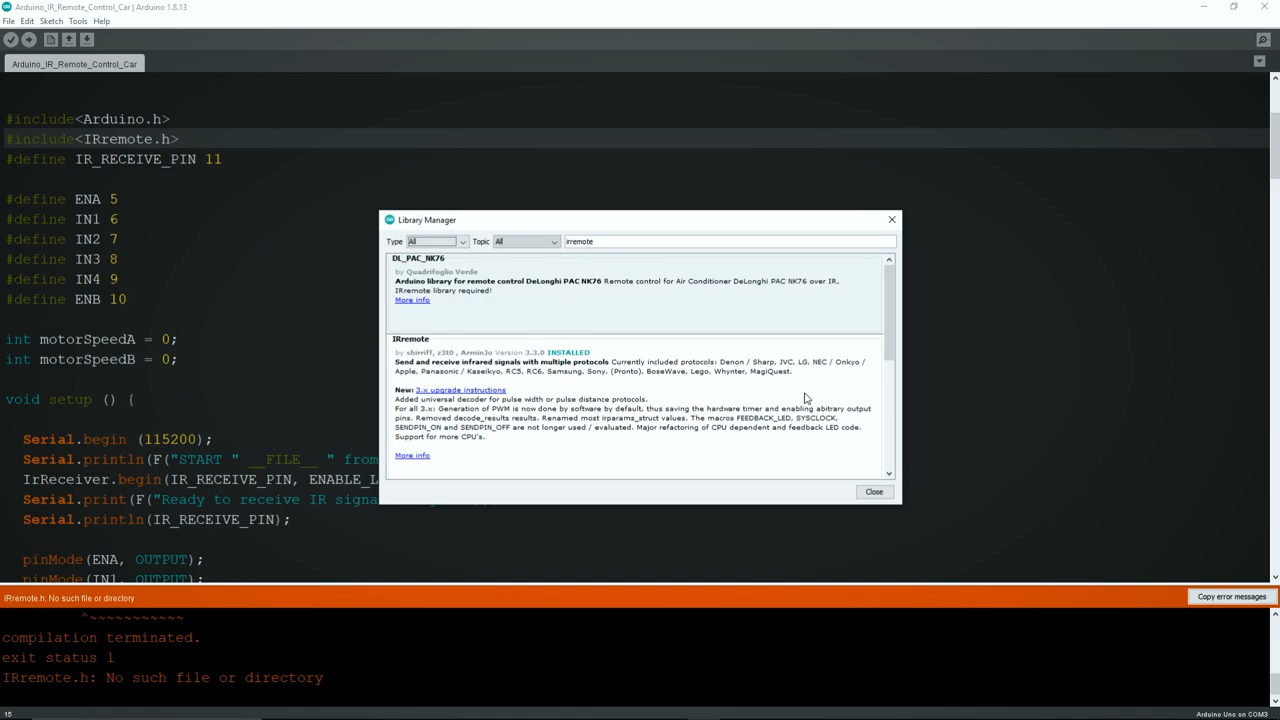 Arduino_IR_Remote_Control_Car | Arduino 1.8.13
File Edit Sketch Tools Help
Arduino_IR_Remote_Control_Car
#include<Arduino.h>
#include<IRremote.h>
#define IR_RECEIVE_PIN 11
#define ENA 5
#define IN1 6
#define IN2 7
#define IN3 8
#define IN4 9
#define ENB 10
int motorSpeedA = 0;
int motorSpeedB = 0;
void setup () {
Serial.begin (115200);
Serial.println(F("START " __FILE__ " from
IrReceiver.begin(IR_RECEIVE_PIN, ENABLE_L
Serial.print(F("Ready to receive IR signa
Serial.println(IR_RECEIVE_PIN);
pinMode(ENA, OUTPUT);
pinMode(IN1, OUTPUT);
Library Manager
Type All Topic All irremote
DL_PAC_NK76
by Quadrifoglio Verde
Arduino library for remote control DeLonghi PAC NK76 Remote control for Air Conditioner DeLonghi PAC NK76 over IR,
IRremote library required!
More info
IRremote
by shirriff, z3t0 , ArminJo Version 3.3.0 INSTALLED
Send and receive infrared signals with multiple protocols Currently included protocols: Denon / Sharp, JVC, LG, NEC / Onkyo /
Apple, Panasonic / Kaseikyo, RC5, RC6, Samsung, Sony, (Pronto), BoseWave, Lego, Whynter, MagiQuest.
New: 3.x upgrade instructions
Added universal decoder for pulse width or pulse distance protocols.
For all 3.x: Generation of PWM is now done by software by default, thus saving the hardware timer and enabling abitrary output
pins. Removed decode_results results. Renamed most irparams_struct values. The macros FEEDBACK_LED, SYSCLOCK,
SENDPIN_ON and SENDPIN_OFF are not longer used / evaluated. Major refactoring of CPU dependent and feedback LED code.
Support for more CPU's.
More info
Close
IRremote.h: No such file or directory
Copy error messages
^~~~~~~~~~~~
compilation terminated.
exit status 1
IRremote.h: No such file or directory
15
Arduino Uno on COM3